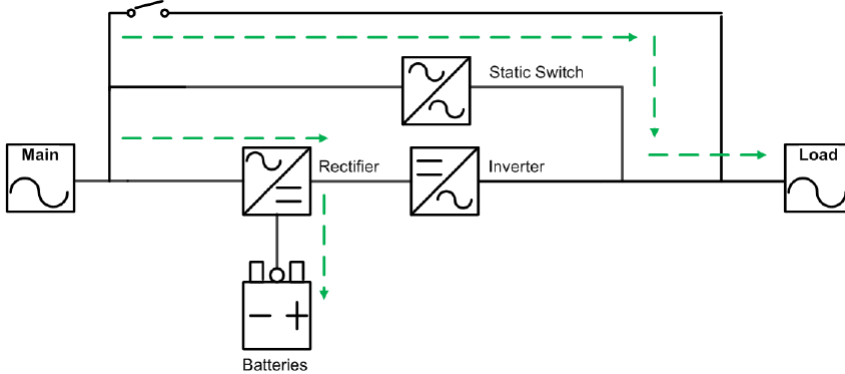 Static Switch
Main
Rectifier
Inverter
Load
Batteries